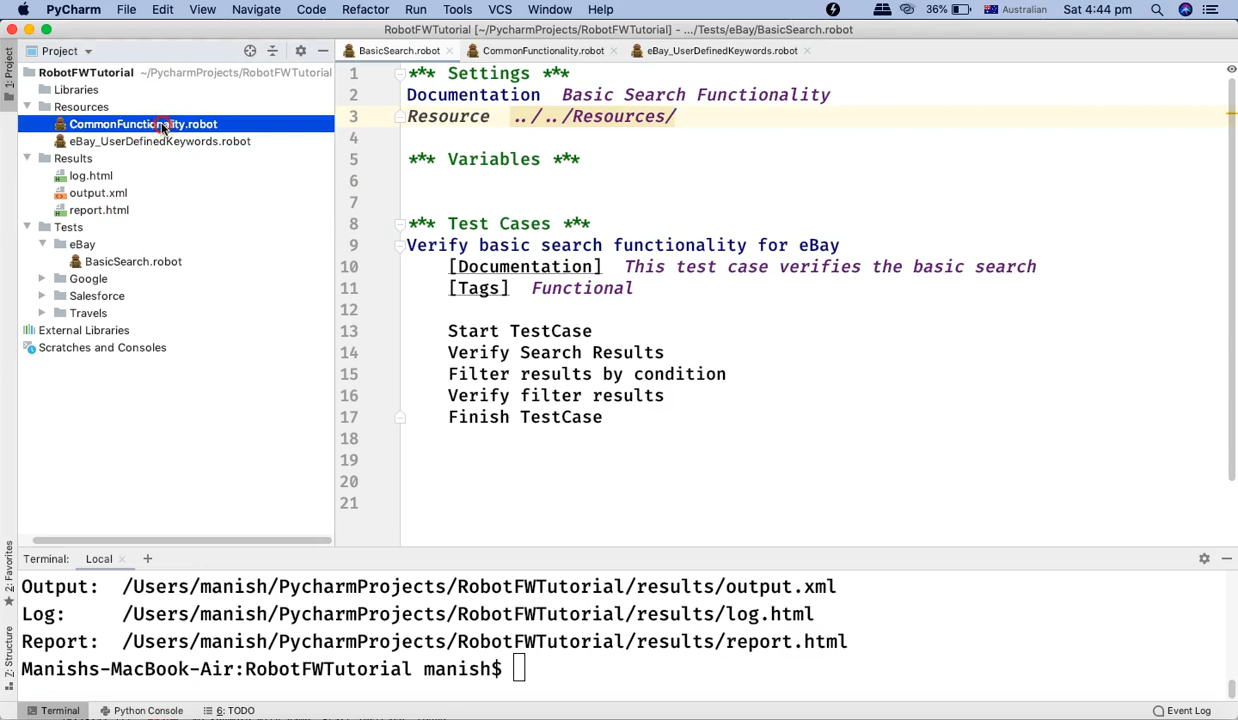 PyCharm File Edit View Navigate Code Refactor Run Tools VCS Window Help 36% Australian Sat 4:44 pm
RobotFWTutorial [~/PycharmProjects/RobotFWTutorial] - .../Tests/eBay/BasicSearch.robot
Project
BasicSearch.robot
CommonFunctionality.robot
eBay_UserDefinedKeywords.robot
1: Project
RobotFWTutorial ~/PycharmProjects/RobotFWTutorial
Libraries
Resources
CommonFunctionality.robot
eBay_UserDefinedKeywords.robot
Results
log.html
output.xml
report.html
Tests
eBay
BasicSearch.robot
Google
Salesforce
Travels
External Libraries
Scratches and Consoles
1 *** Settings ***
2 Documentation Basic Search Functionality
3 Resource ../../Resources/
4
5 *** Variables ***
6
7
8 *** Test Cases ***
9 Verify basic search functionality for eBay
10 [Documentation] This test case verifies the basic search
11 [Tags] Functional
12
13 Start TestCase
14 Verify Search Results
15 Filter results by condition
16 Verify filter results
17 Finish TestCase
18
19
20
21
2: Favorites
Z: Structure
Terminal: Local
Output: /Users/manish/PycharmProjects/RobotFWTutorial/results/output.xml
Log: /Users/manish/PycharmProjects/RobotFWTutorial/results/log.html
Report: /Users/manish/PycharmProjects/RobotFWTutorial/results/report.html
Manishs-MacBook-Air:RobotFWTutorial manish$
Terminal Python Console 6: TODO Event Log